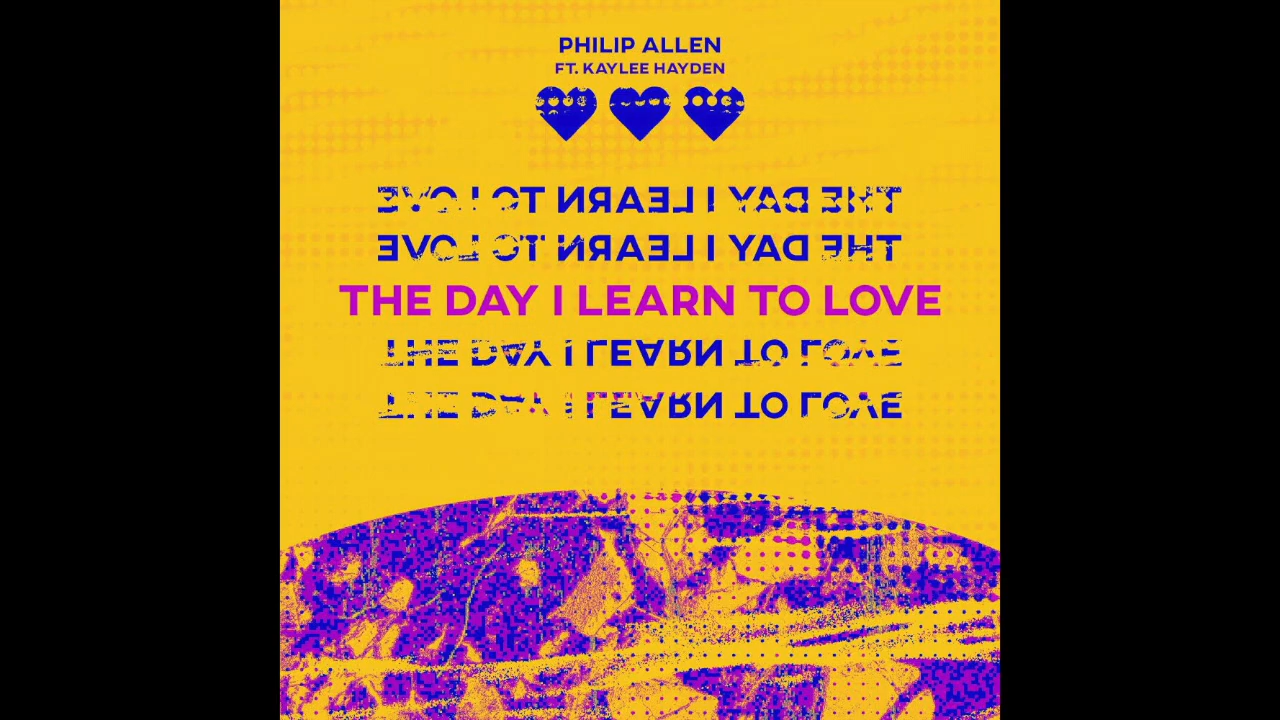 PHILIP ALLEN
FT. KAYLEE HAYDEN
THE DAY I LEARN TO LOVE
THE DAY I LEARN TO LOVE
THE DAY I LEARN TO LOVE
THE DAY I LEARN TO LOVE
THE DAY I LEARN TO LOVE